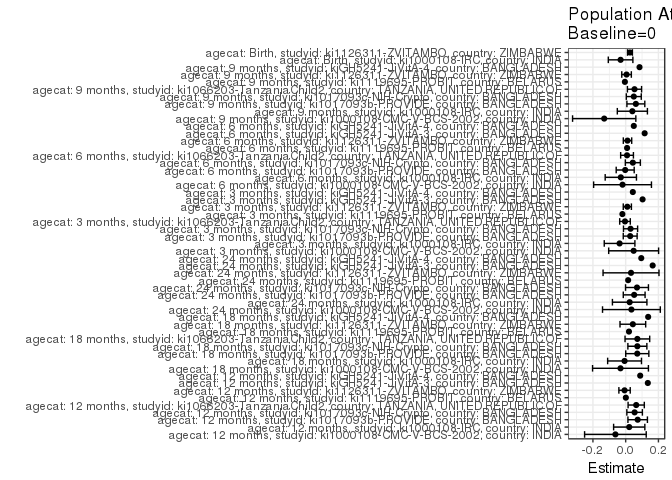 Population At
Baseline=0
agecat: Birth, studyid: ki1126311-ZVITAMBO, country: ZIMBABWE
agecat: Birth, studyid: ki1000108-IRC, country: INDIA
agecat: 9 months, studyid: kiGH5241-JiVitA-4, country: BANGLADESH
agecat: 9 months, studyid: ki1126311-ZVITAMBO, country: ZIMBABWE
agecat: 9 months, studyid: ki1119695-PROBIT, country: BELARUS
agecat: 9 months, studyid: ki1066203-TanzaniaChild2, country: TANZANIA, UNITED REPUBLIC OF
agecat: 9 months, studyid: ki1017093c-NIH-Crypto, country: BANGLADESH
agecat: 9 months, studyid: ki1017093b-PROVIDE, country: BANGLADESH
agecat: 9 months, studyid: ki1000108-IRC, country: INDIA
agecat: 9 months, studyid: ki1000108-CMC-V-BCS-2002, country: INDIA
agecat: 6 months, studyid: kiGH5241-JiVitA-4, country: BANGLADESH
agecat: 6 months, studyid: kiGH5241-JiVitA-3, country: BANGLADESH
agecat: 6 months, studyid: ki1126311-ZVITAMBO, country: ZIMBABWE
agecat: 6 months, studyid: ki1119695-PROBIT, country: BELARUS
agecat: 6 months, studyid: ki1066203-TanzaniaChild2, country: TANZANIA, UNITED REPUBLIC OF
agecat: 6 months, studyid: ki1017093c-NIH-Crypto, country: BANGLADESH
agecat: 6 months, studyid: ki1017093b-PROVIDE, country: BANGLADESH
agecat: 6 months, studyid: ki1000108-IRC, country: INDIA
agecat: 6 months, studyid: ki1000108-CMC-V-BCS-2002, country: INDIA
agecat: 3 months, studyid: kiGH5241-JiVitA-4, country: BANGLADESH
agecat: 3 months, studyid: kiGH5241-JiVitA-3, country: BANGLADESH
agecat: 3 months, studyid: ki1126311-ZVITAMBO, country: ZIMBABWE
agecat: 3 months, studyid: ki1119695-PROBIT, country: BELARUS
agecat: 3 months, studyid: ki1066203-TanzaniaChild2, country: TANZANIA, UNITED REPUBLIC OF
agecat: 3 months, studyid: ki1017093c-NIH-Crypto, country: BANGLADESH
agecat: 3 months, studyid: ki1017093b-PROVIDE, country: BANGLADESH
agecat: 3 months, studyid: ki1000108-IRC, country: INDIA
agecat: 3 months, studyid: ki1000108-CMC-V-BCS-2002, country: INDIA
agecat: 24 months, studyid: kiGH5241-JiVitA-4, country: BANGLADESH
agecat: 24 months, studyid: kiGH5241-JiVitA-3, country: BANGLADESH
agecat: 24 months, studyid: ki1126311-ZVITAMBO, country: ZIMBABWE
agecat: 24 months, studyid: ki1119695-PROBIT, country: BELARUS
agecat: 24 months, studyid: ki1017093c-NIH-Crypto, country: BANGLADESH
agecat: 24 months, studyid: ki1017093b-PROVIDE, country: BANGLADESH
agecat: 24 months, studyid: ki1000108-IRC, country: INDIA
agecat: 24 months, studyid: ki1000108-CMC-V-BCS-2002, country: INDIA
agecat: 18 months, studyid: kiGH5241-JiVitA-3, country: BANGLADESH
agecat: 18 months, studyid: ki1126311-ZVITAMBO, country: ZIMBABWE
agecat: 18 months, studyid: ki1119695-PROBIT, country: BELARUS
agecat: 18 months, studyid: ki1066203-TanzaniaChild2, country: TANZANIA, UNITED REPUBLIC OF
agecat: 18 months, studyid: ki1017093c-NIH-Crypto, country: BANGLADESH
agecat: 18 months, studyid: ki1017093b-PROVIDE, country: BANGLADESH
agecat: 18 months, studyid: ki1000108-IRC, country: INDIA
agecat: 18 months, studyid: ki1000108-CMC-V-BCS-2002, country: INDIA
agecat: 12 months, studyid: kiGH5241-JiVitA-4, country: BANGLADESH
agecat: 12 months, studyid: kiGH5241-JiVitA-3, country: BANGLADESH
agecat: 12 months, studyid: ki1126311-ZVITAMBO, country: ZIMBABWE
agecat: 12 months, studyid: ki1119695-PROBIT, country: BELARUS
agecat: 12 months, studyid: ki1066203-TanzaniaChild2, country: TANZANIA, UNITED REPUBLIC OF
agecat: 12 months, studyid: ki1017093c-NIH-Crypto, country: BANGLADESH
agecat: 12 months, studyid: ki1017093b-PROVIDE, country: BANGLADESH
agecat: 12 months, studyid: ki1000108-IRC, country: INDIA
agecat: 12 months, studyid: ki1000108-CMC-V-BCS-2002, country: INDIA
-0.2 0.0 0.2
Estimate